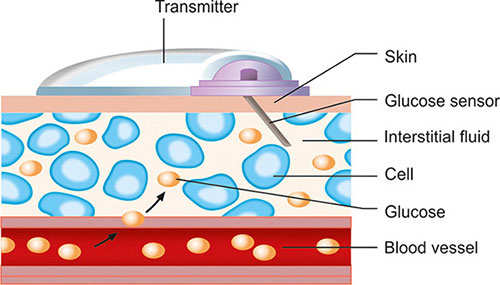 Transmitter
Skin
Glucose sensor
Interstitial fluid
Cell
Glucose
Blood vessel